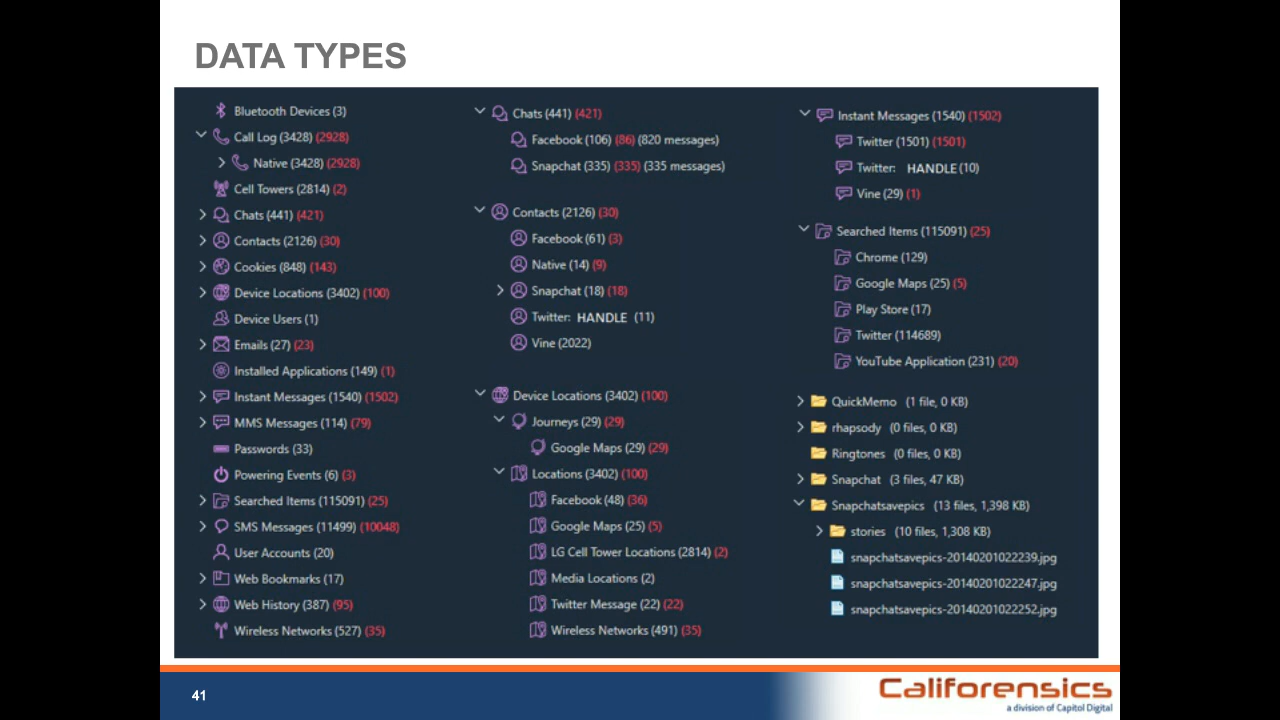 DATA TYPES
Bluetooth Devices (3)
Call Log (3428) (2928)
Native (3428) (2928)
Cell Towers (2814) (2)
Chats (441) (421)
Contacts (2126) (30)
Cookies (848) (143)
Device Locations (3402) (100)
Device Users (1)
Emails (27) (23)
Installed Applications (149) (1)
Instant Messages (1540) (1502)
MMS Messages (114) (79)
Passwords (33)
Powering Events (6) (3)
Searched Items (115091) (25)
SMS Messages (11499) (10048)
User Accounts (20)
Web Bookmarks (17)
Web History (387) (95)
Wireless Networks (527) (35)
Chats (441) (421)
Facebook (106) (86) (820 messages)
Snapchat (335) (335) (335 messages)
Contacts (2126) (30)
Facebook (61) (3)
Native (14) (9)
Snapchat (18) (18)
Twitter: HANDLE (11)
Vine (2022)
Device Locations (3402) (100)
Journeys (29) (29)
Google Maps (29) (29)
Locations (3402) (100)
Facebook (48) (36)
Google Maps (25) (5)
LG Cell Tower Locations (2814) (2)
Media Locations (2)
Twitter Message (22) (22)
Wireless Networks (491) (35)
Instant Messages (1540) (1502)
Twitter (1501) (1501)
Twitter: HANDLE (10)
Vine (29) (1)
Searched Items (115091) (25)
Chrome (129)
Google Maps (25) (5)
Play Store (17)
Twitter (114689)
YouTube Application (231) (20)
QuickMemo (1 file, 0 KB)
rhapsody (0 files, 0 KB)
Ringtones (0 files, 0 KB)
Snapchat (3 files, 47 KB)
Snapchatsavepics (13 files, 1,398 KB)
stories (10 files, 1,308 KB)
snapchatsavepics-20140201022239.jpg
snapchatsavepics-20140201022247.jpg
snapchatsavepics-20140201022252.jpg
41
Califorensics
a division of Capitol Digital